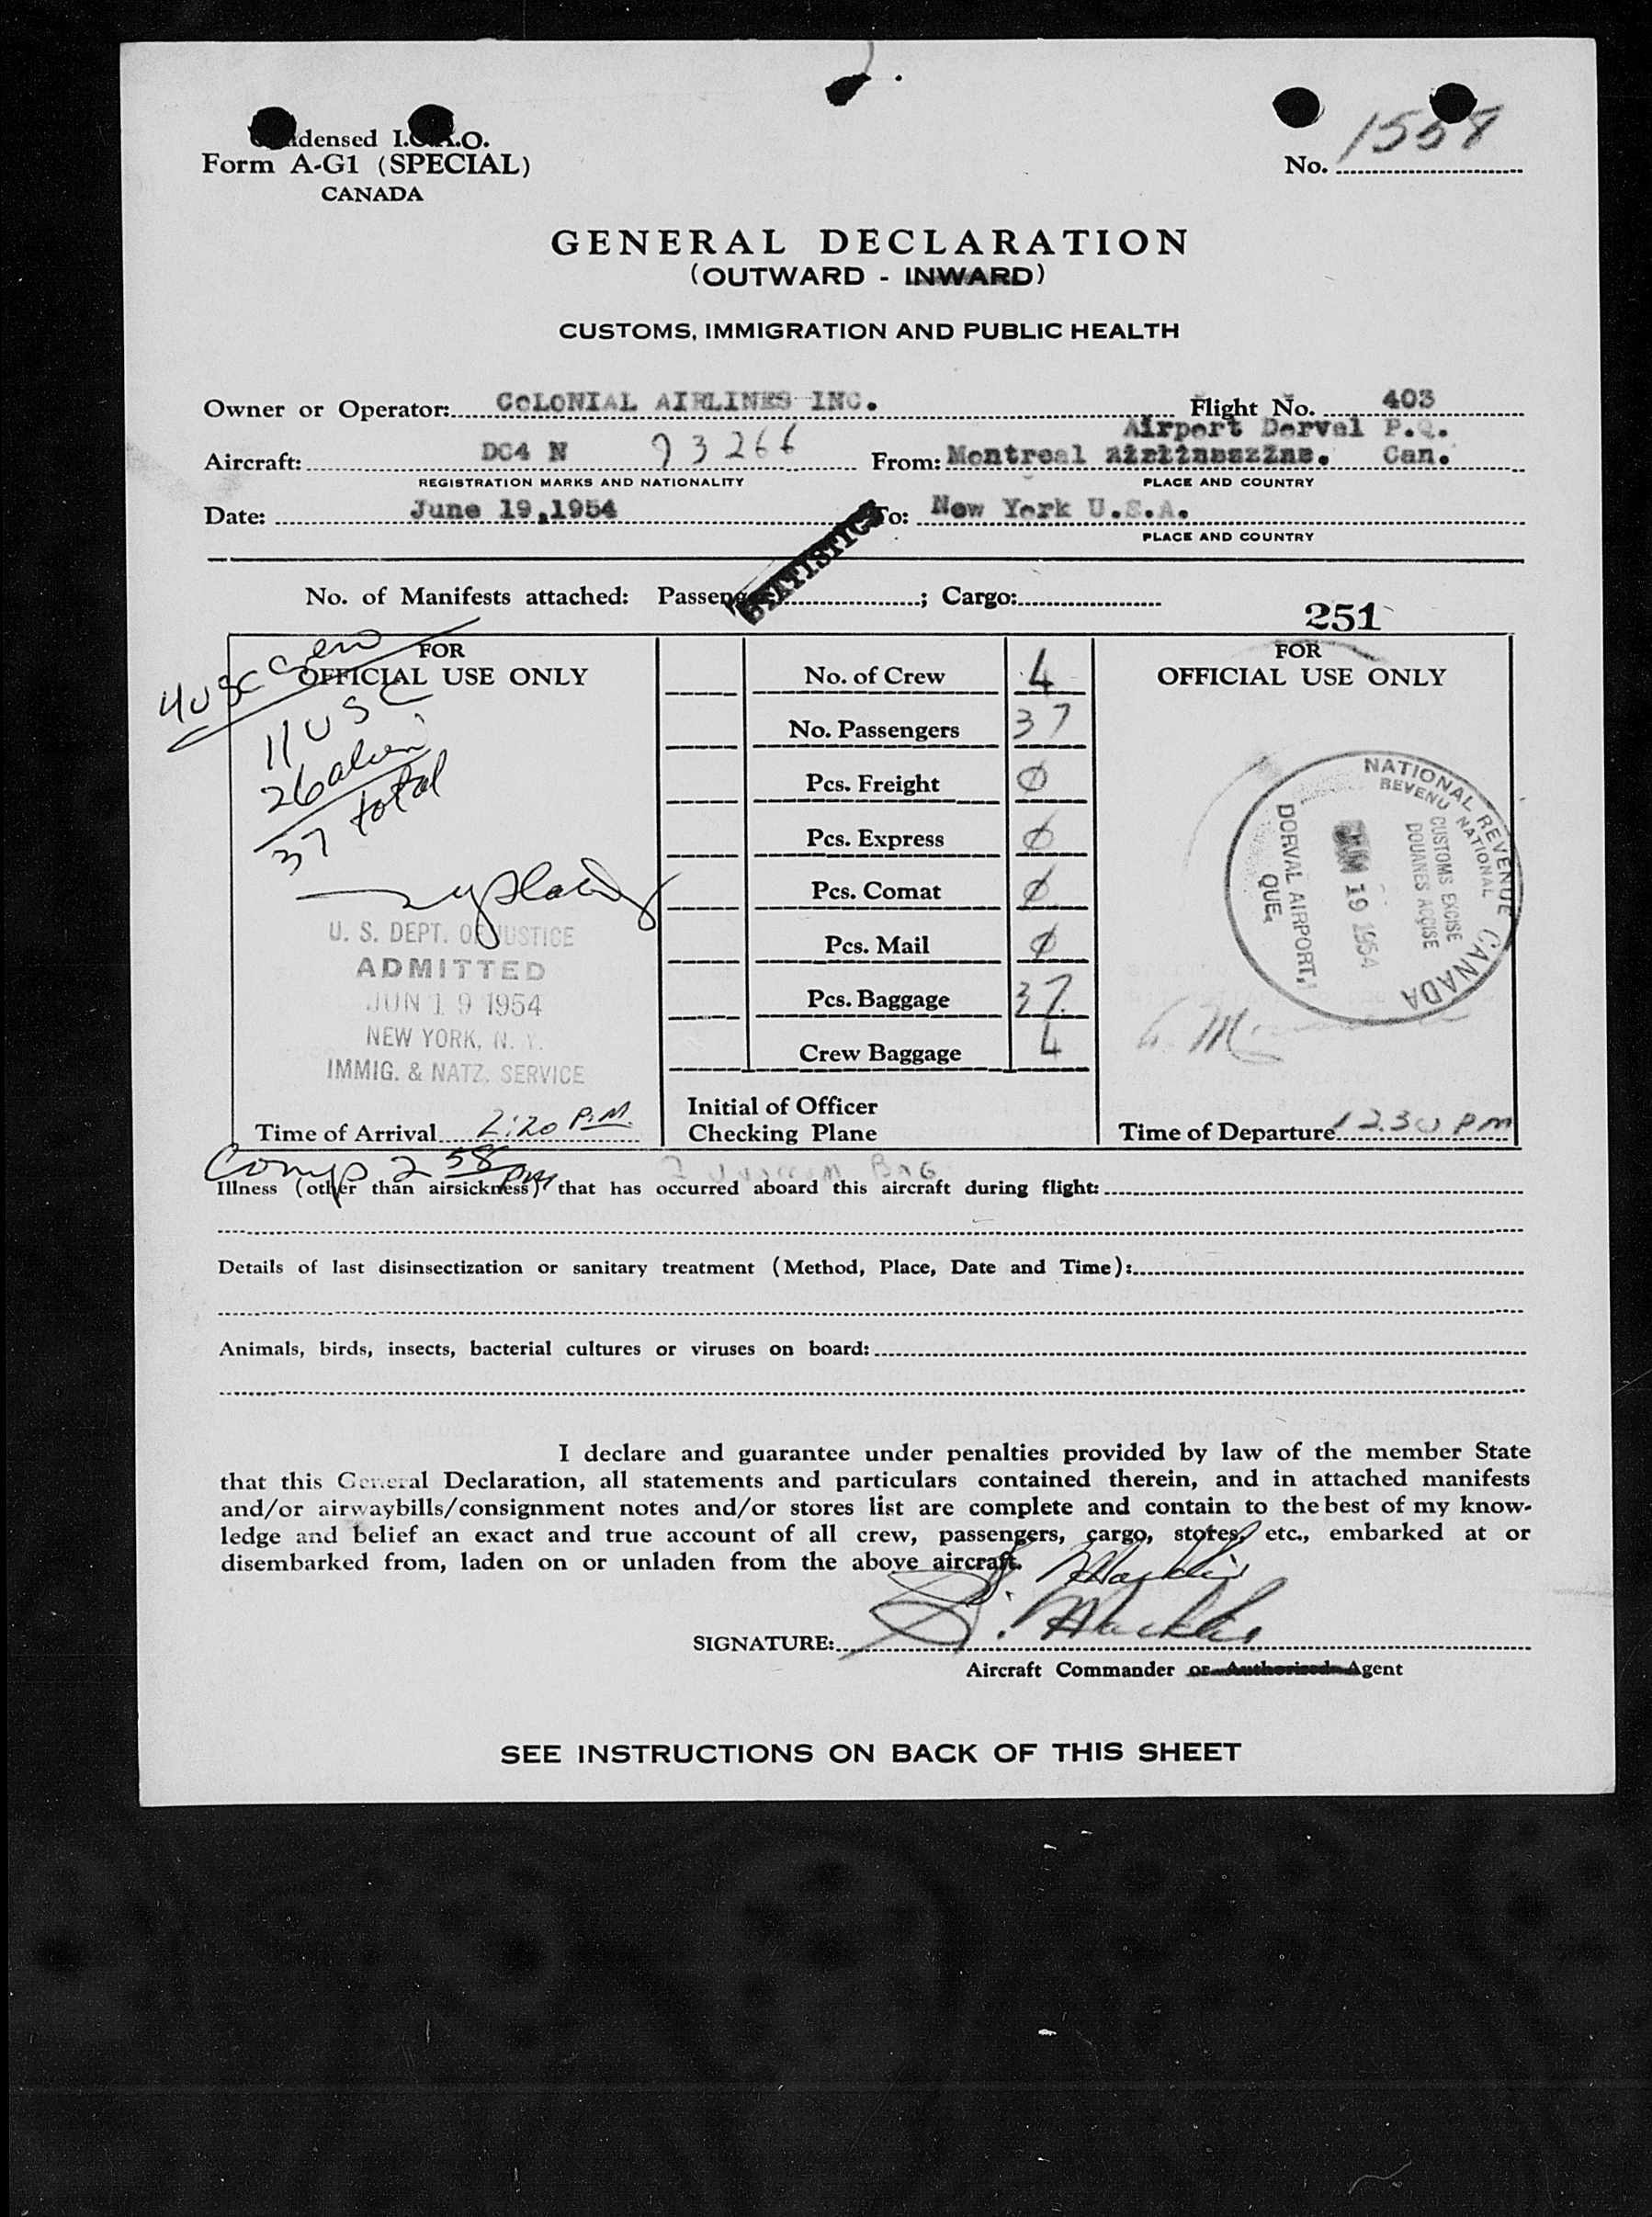 Condensed I.C.A.O.
Form A-G1 (SPECIAL)
CANADA
No. 1558
GENERAL DECLARATION
(OUTWARD - INWARD)
CUSTOMS, IMMIGRATION AND PUBLIC HEALTH
Owner or Operator: COLONIAL AIRLINES INC. Flight No. 403
Airport Dorval P.Q.
Aircraft: DC4 N 93266 From: Montreal Can.
REGISTRATION MARKS AND NATIONALITY PLACE AND COUNTRY
Date: June 19,1954 To: New York U.S.A.
PLACE AND COUNTRY
STATISTICS
No. of Manifests attached: Passenger ; Cargo:
251
4 USC Crew
FOR
OFFICIAL USE ONLY
11 USC
26 alien
37 total
U. S. DEPT. OF JUSTICE
ADMITTED
JUN 19 1954
NEW YORK, N. Y.
IMMIG. & NATZ. SERVICE
Time of Arrival 2:20 P.M.
No. of Crew 4
No. Passengers 37
Pcs. Freight 0
Pcs. Express 0
Pcs. Comat 0
Pcs. Mail 0
Pcs. Baggage 37
Crew Baggage 4
Initial of Officer
Checking Plane
FOR
OFFICIAL USE ONLY
NATIONAL REVENUE CANADA
REVENU NATIONAL
CUSTOMS EXCISE
DOUANES ACCISE
JUN 19 1954
DORVAL AIRPORT,
QUE.
Time of Departure 12.30 PM
Comp 2 58 PM
BAG
Illness (other than airsickness) that has occurred aboard this aircraft during flight:
Details of last disinsectization or sanitary treatment (Method, Place, Date and Time):
Animals, birds, insects, bacterial cultures or viruses on board:
I declare and guarantee under penalties provided by law of the member State
that this General Declaration, all statements and particulars contained therein, and in attached manifests
and/or airwaybills/consignment notes and/or stores list are complete and contain to the best of my know-
ledge and belief an exact and true account of all crew, passengers, cargo, stores, etc., embarked at or
disembarked from, laden on or unladen from the above aircraft.
SIGNATURE:
Aircraft Commander or Authorised Agent
SEE INSTRUCTIONS ON BACK OF THIS SHEET